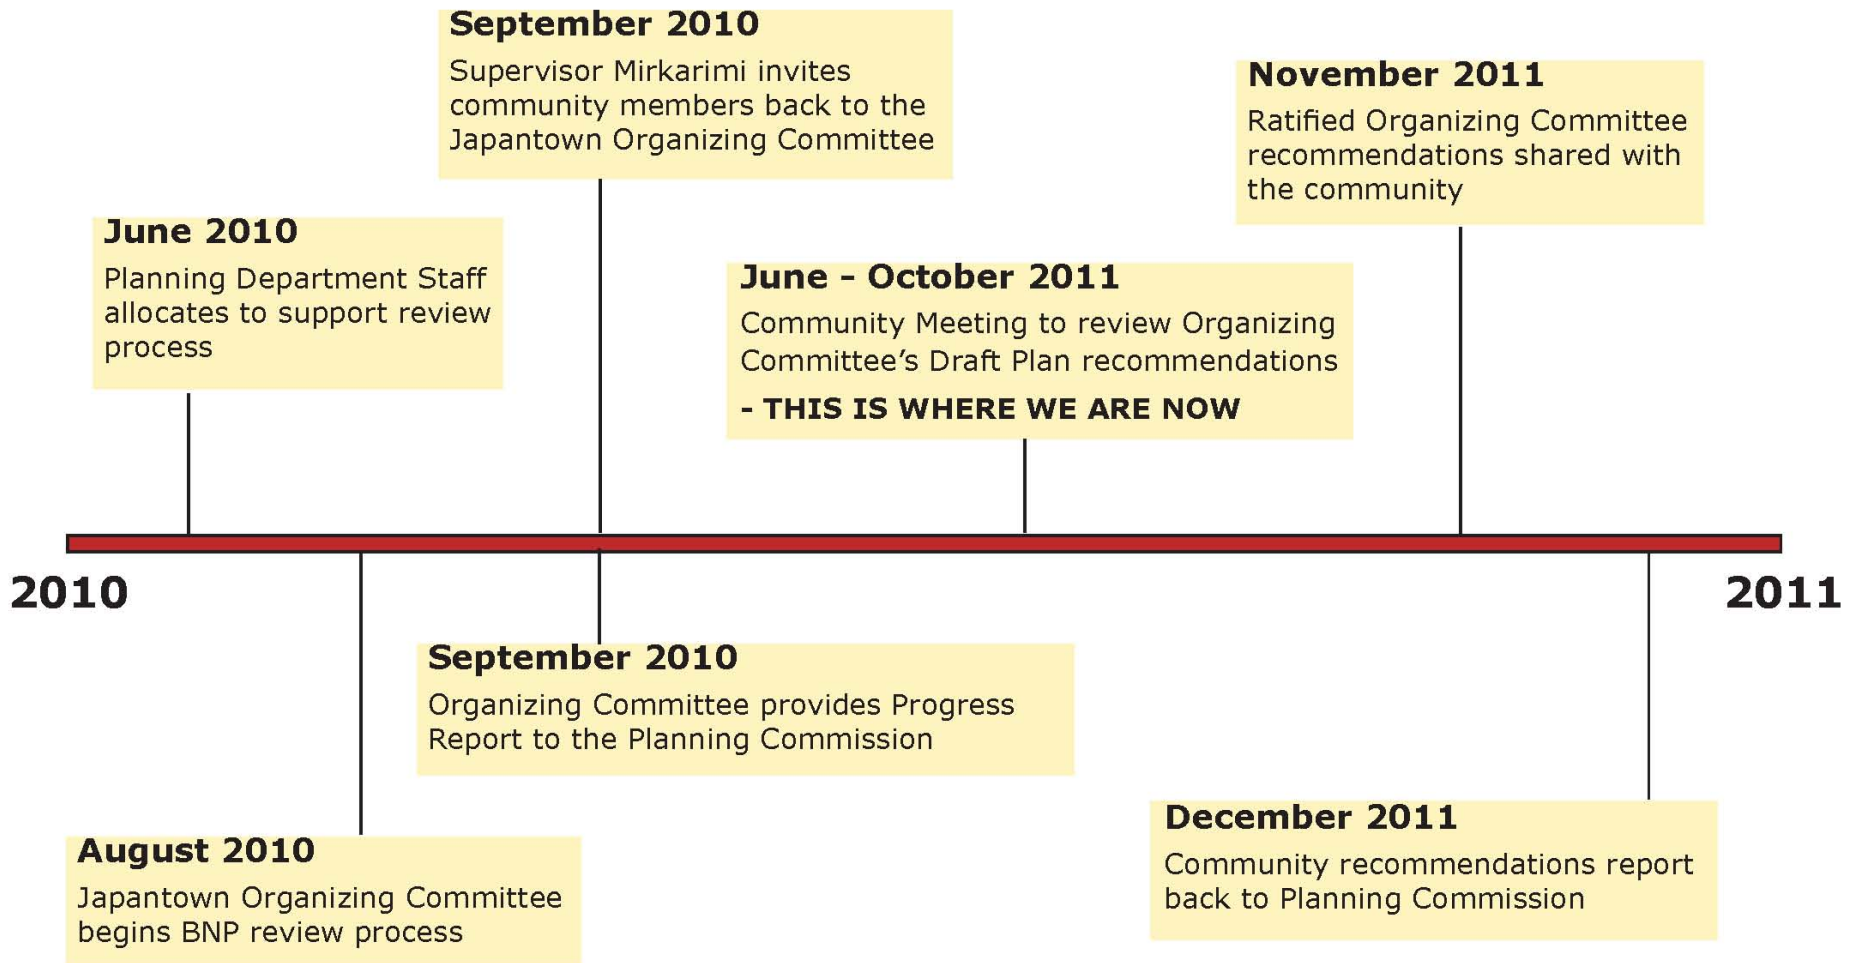 September 2010
Supervisor Mirkarimi invites
community members back to the
Japantown Organizing Committee
November 2011
Ratified Organizing Committee
recommendations shared with
the community
June 2010
Planning Department Staff
allocates to support review
process
June – October 2011
Community Meeting to review Organizing
Committee’s Draft Plan recommendations
- THIS IS WHERE WE ARE NOW
2010
2011
September 2010
Organizing Committee provides Progress
Report to the Planning Commission
August 2010
Japantown Organizing Committee
begins BNP review process
December 2011
Community recommendations report
back to Planning Commission